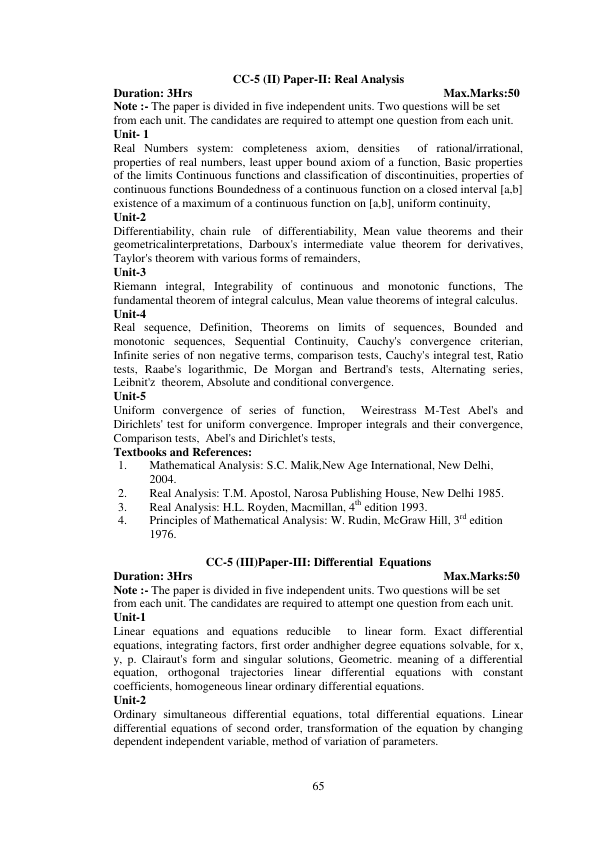 CC-5 (II) Paper-II: Real Analysis
Duration: 3Hrs Max.Marks:50
Note :- The paper is divided in five independent units. Two questions will be set
from each unit. The candidates are required to attempt one question from each unit.
Unit- 1
Real Numbers system: completeness axiom, densities of rational/irrational,
properties of real numbers, least upper bound axiom of a function, Basic properties
of the limits Continuous functions and classification of discontinuities, properties of
continuous functions Boundedness of a continuous function on a closed interval [a,b]
existence of a maximum of a continuous function on [a,b], uniform continuity,
Unit-2
Differentiability, chain rule of differentiability, Mean value theorems and their
geometricalinterpretations, Darboux's intermediate value theorem for derivatives,
Taylor's theorem with various forms of remainders,
Unit-3
Riemann integral, Integrability of continuous and monotonic functions, The
fundamental theorem of integral calculus, Mean value theorems of integral calculus.
Unit-4
Real sequence, Definition, Theorems on limits of sequences, Bounded and
monotonic sequences, Sequential Continuity, Cauchy's convergence criterian,
Infinite series of non negative terms, comparison tests, Cauchy's integral test, Ratio
tests, Raabe's logarithmic, De Morgan and Bertrand's tests, Alternating series,
Leibnit'z theorem, Absolute and conditional convergence.
Unit-5
Uniform convergence of series of function, Weirestrass M-Test Abel's and
Dirichlets' test for uniform convergence. Improper integrals and their convergence,
Comparison tests, Abel's and Dirichlet's tests,
Textbooks and References:
1. Mathematical Analysis: S.C. Malik,New Age International, New Delhi,
2004.
2. Real Analysis: T.M. Apostol, Narosa Publishing House, New Delhi 1985.
3. Real Analysis: H.L. Royden, Macmillan, 4th edition 1993.
4. Principles of Mathematical Analysis: W. Rudin, McGraw Hill, 3rd edition
1976.
CC-5 (III)Paper-III: Differential Equations
Duration: 3Hrs Max.Marks:50
Note :- The paper is divided in five independent units. Two questions will be set
from each unit. The candidates are required to attempt one question from each unit.
Unit-1
Linear equations and equations reducible to linear form. Exact differential
equations, integrating factors, first order andhigher degree equations solvable, for x,
y, p. Clairaut's form and singular solutions, Geometric. meaning of a differential
equation, orthogonal trajectories linear differential equations with constant
coefficients, homogeneous linear ordinary differential equations.
Unit-2
Ordinary simultaneous differential equations, total differential equations. Linear
differential equations of second order, transformation of the equation by changing
dependent independent variable, method of variation of parameters.
65